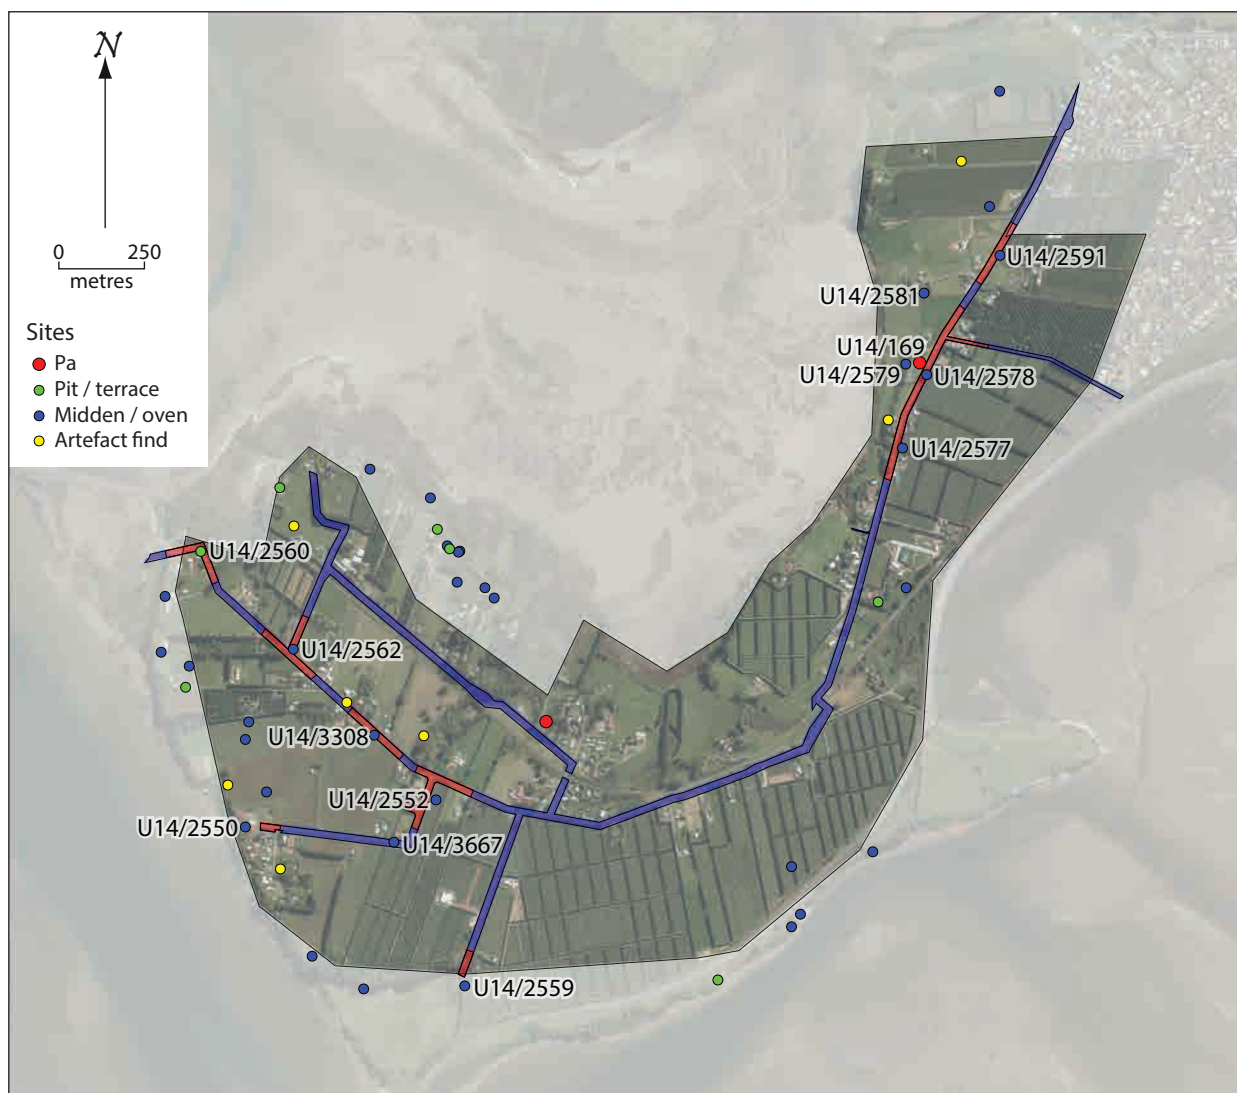 N
0 250
metres
Sites
Pa
Pit / terrace
Midden / oven
Artefact find
U14/2591
U14/2581
U14/169
U14/2579
U14/2578
U14/2577
U14/2560
U14/2562
U14/3308
U14/2552
U14/2550
U14/3667
U14/2559